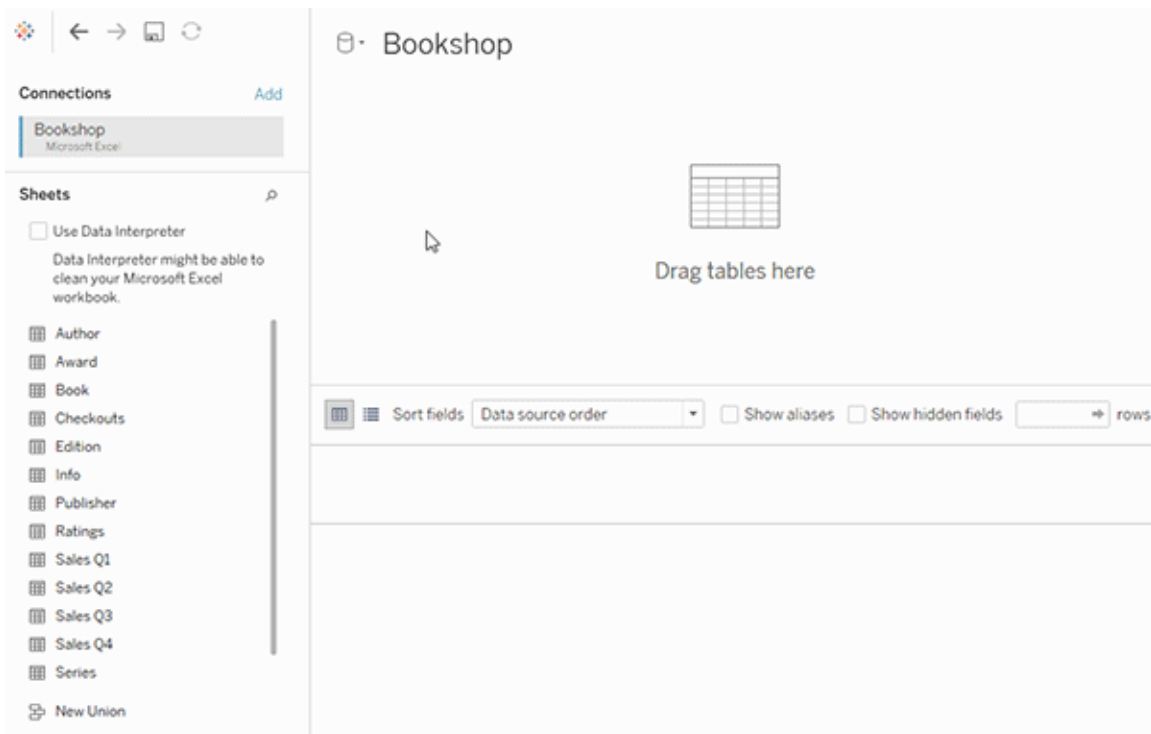 Bookshop
Connections
Add
Bookshop
Microsoft Excel
Sheets
Use Data Interpreter
Data Interpreter might be able to
clean your Microsoft Excel
workbook.
Author
Award
Book
Checkouts
Edition
Info
Publisher
Ratings
Sales Q1
Sales Q2
Sales Q3
Sales Q4
Series
New Union
Drag tables here
Sort fields Data source order Show aliases Show hidden fields rows